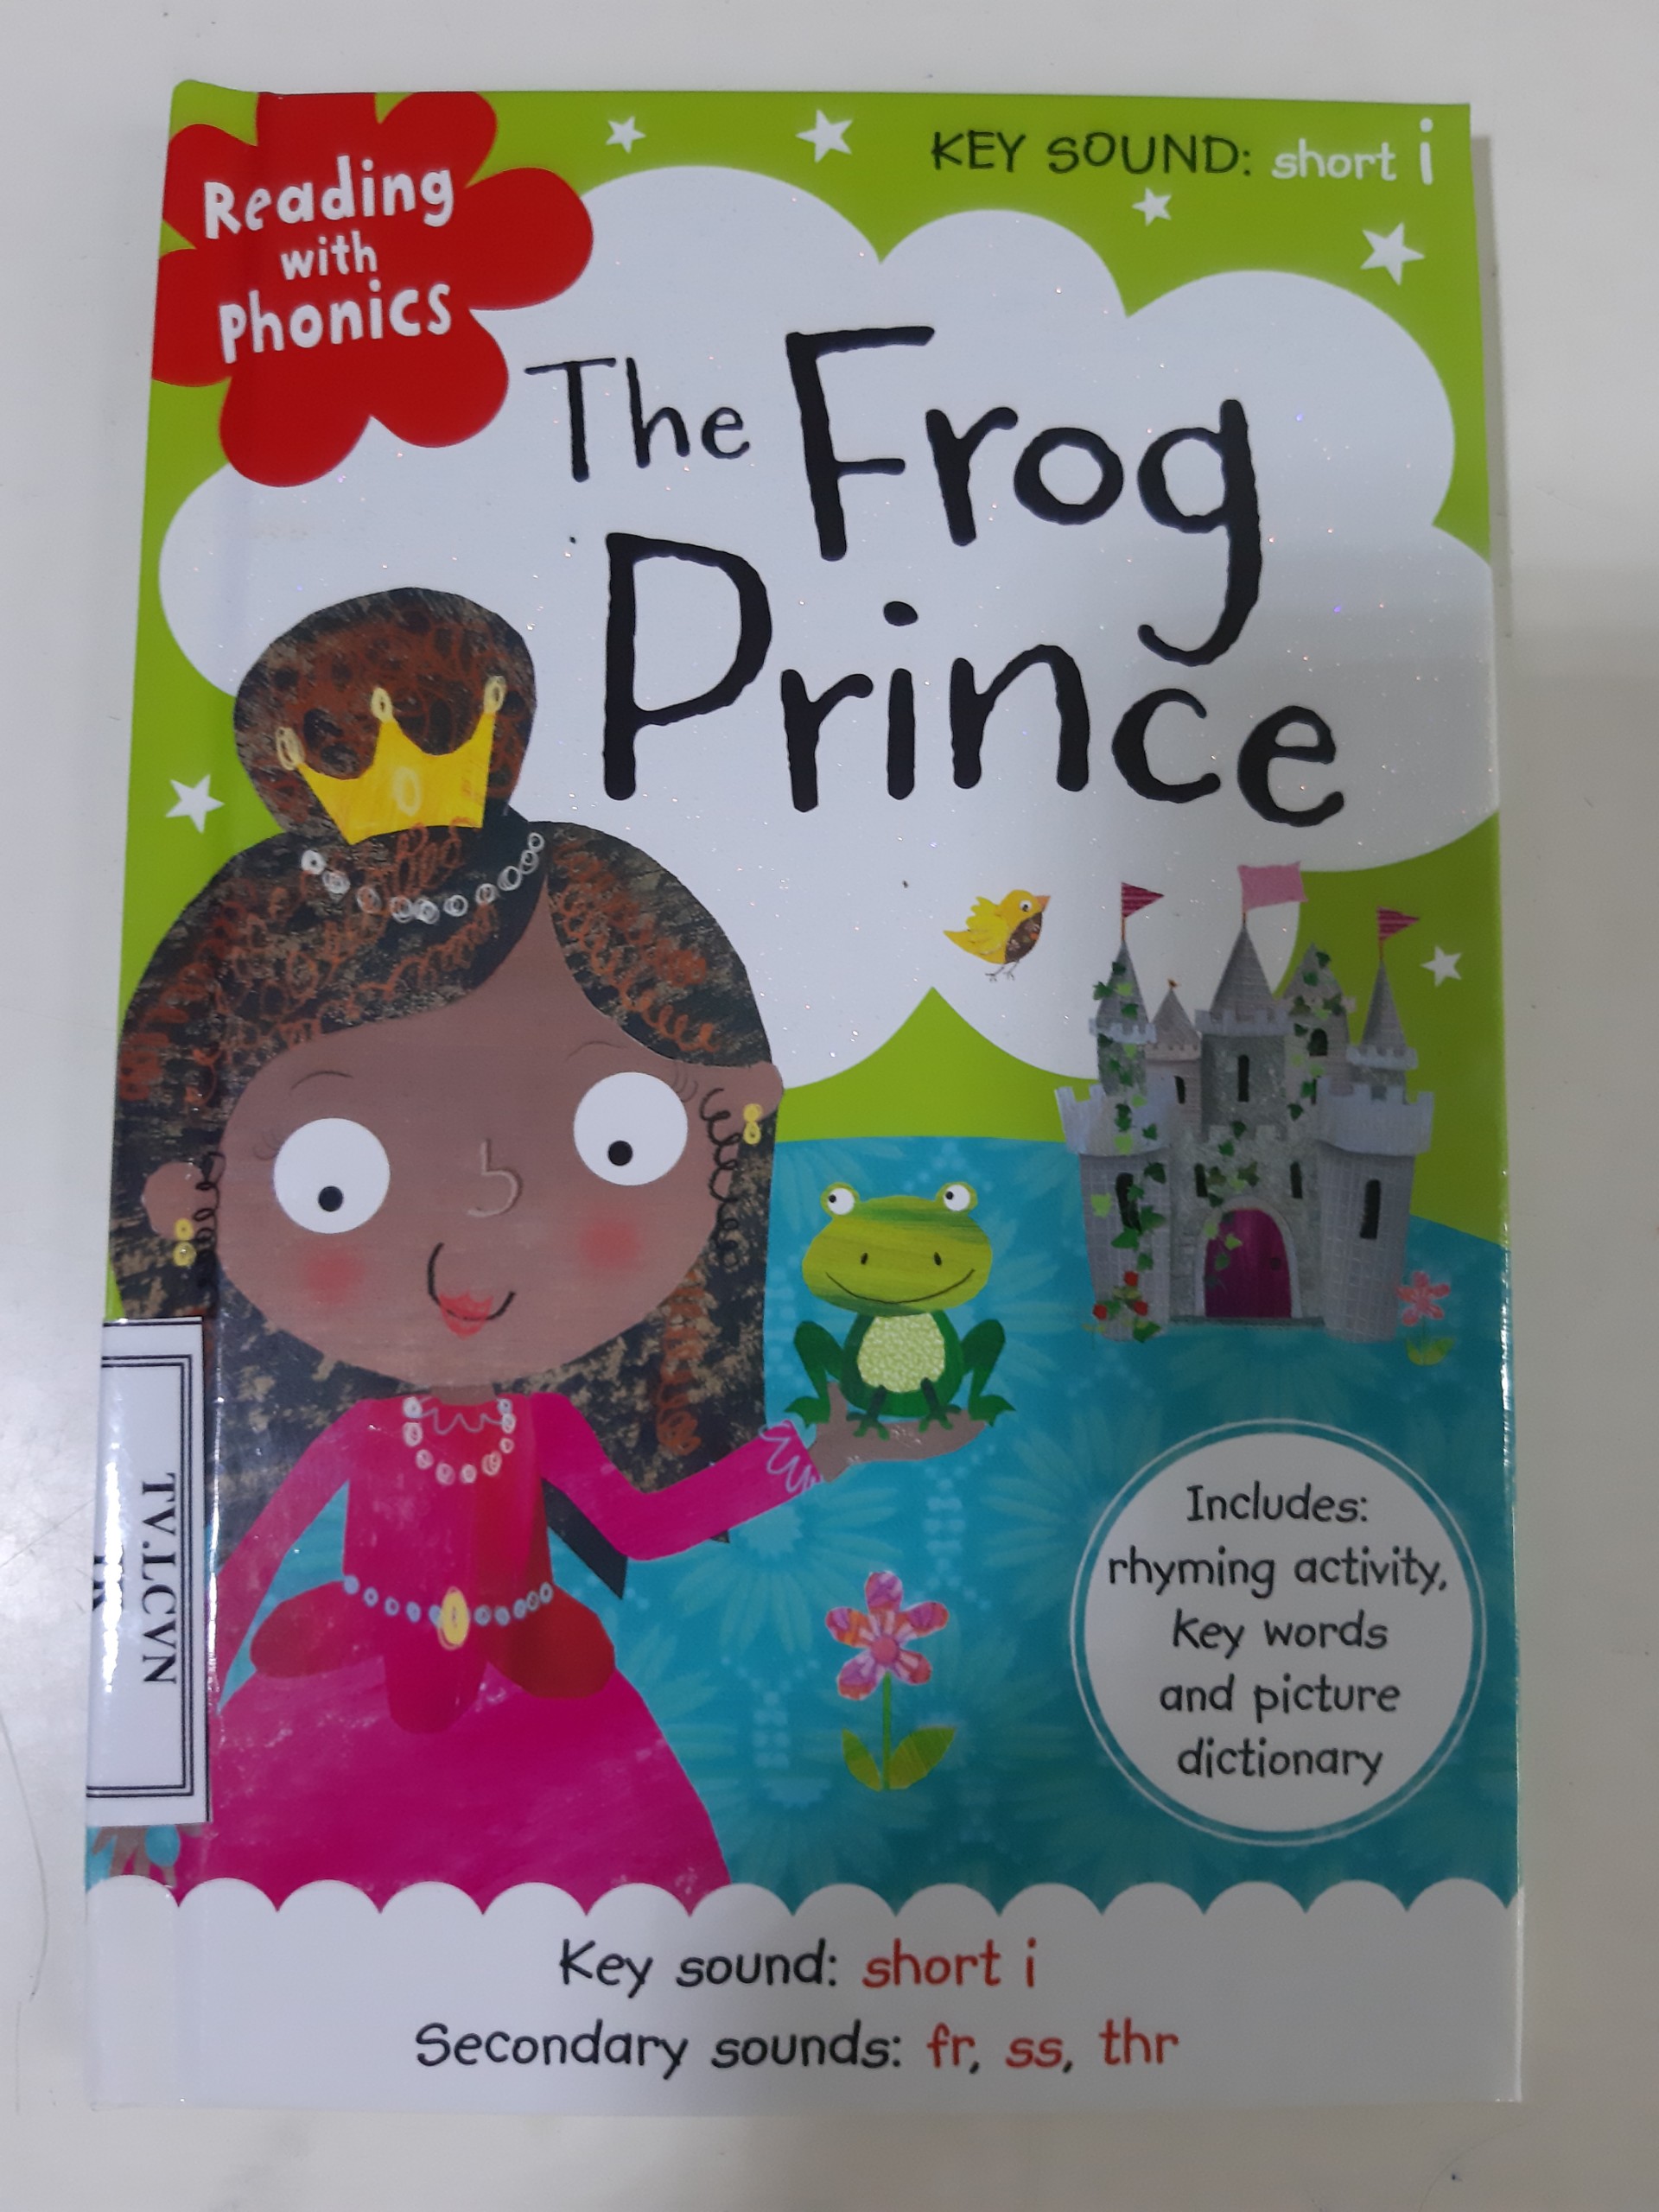 Reading
with
Phonics
KEY SOUND: short i
The Frog
Prince
TV.LCVN
Includes:
rhyming activity,
key words
and picture
dictionary
Key sound: short i
Secondary sounds: fr, ss, thr